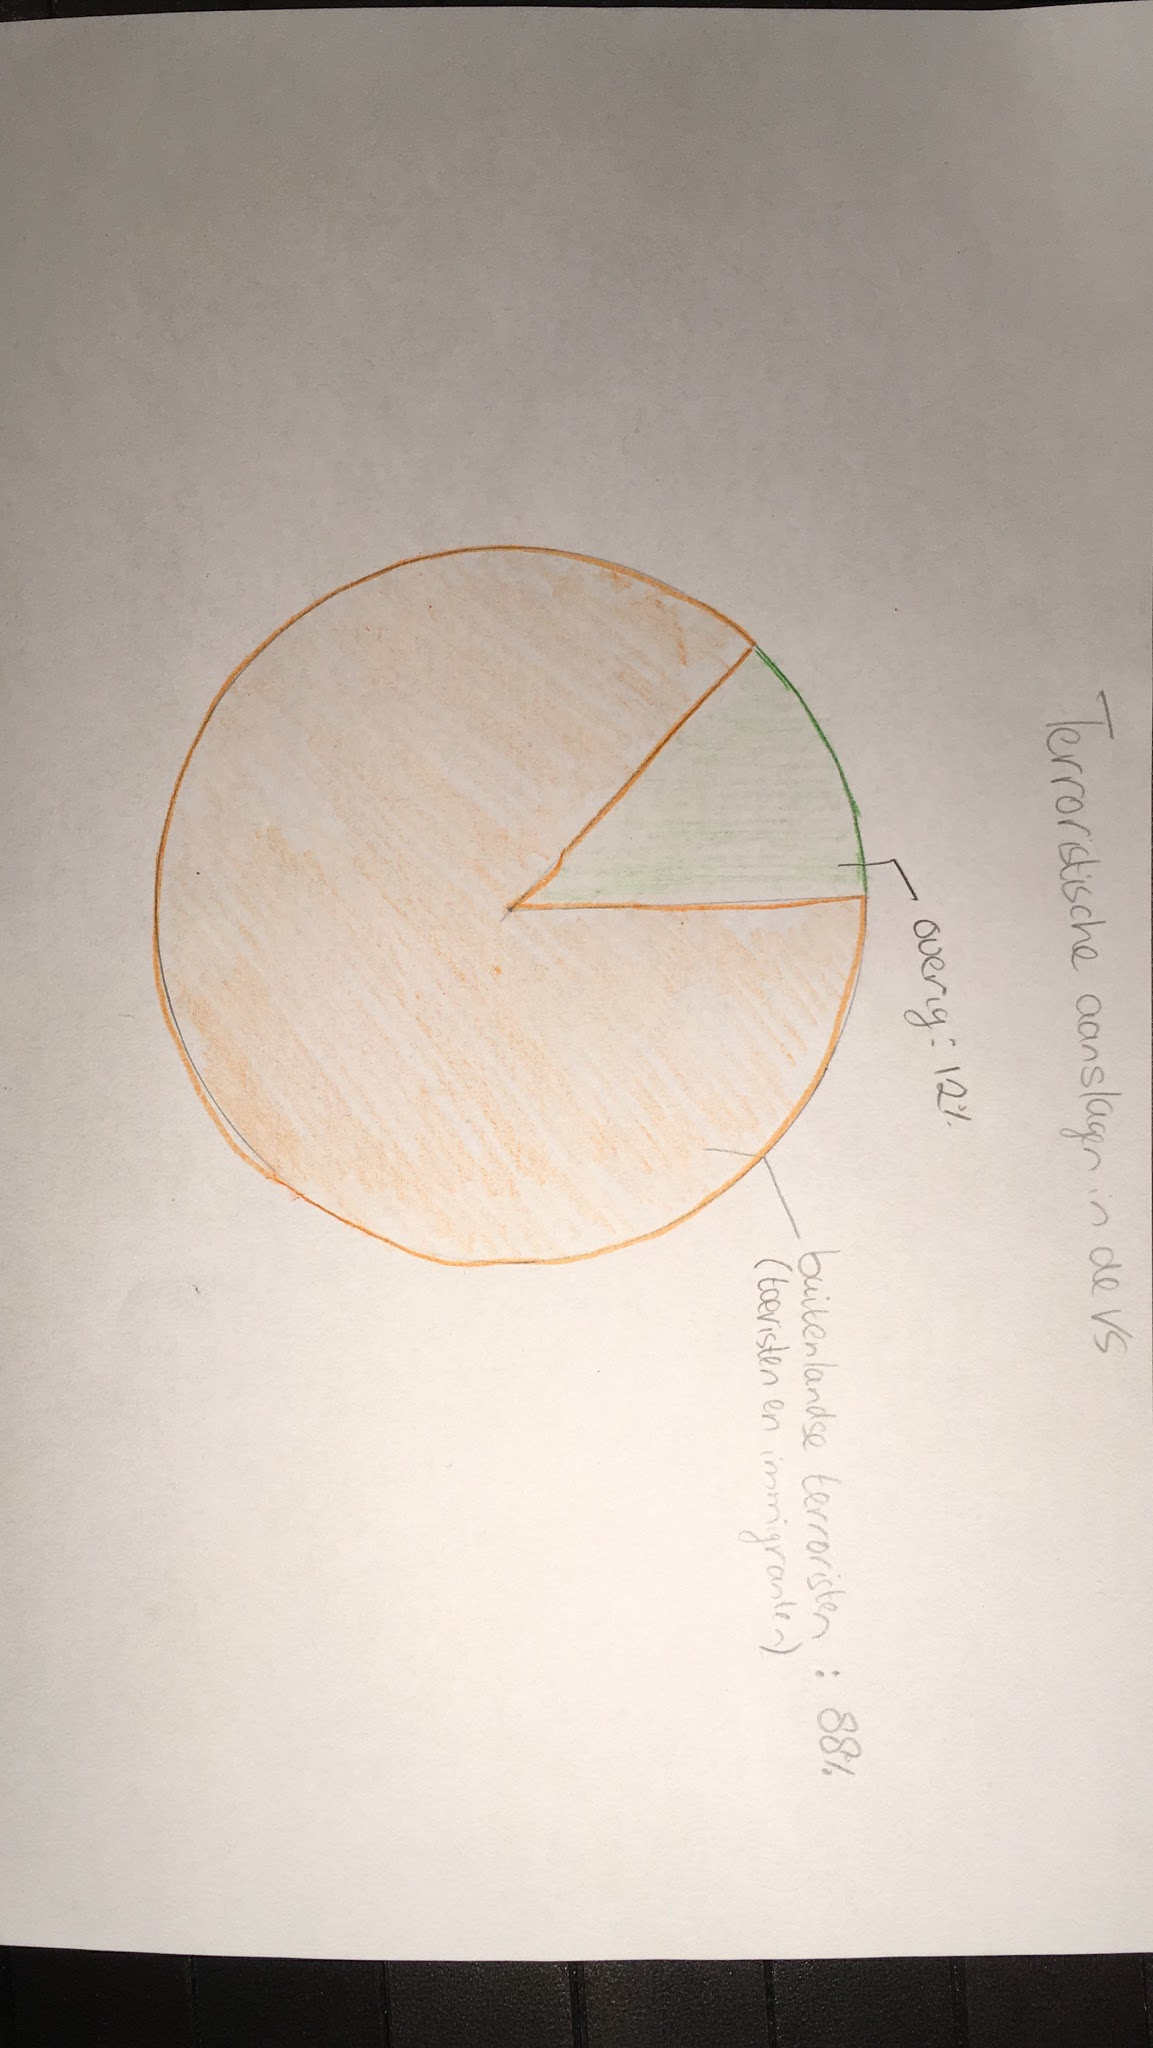 Terroristische aanslagen in de VS
overig: 12%
buitenlandse terroristen : 88%
(toeristen en immigranten)